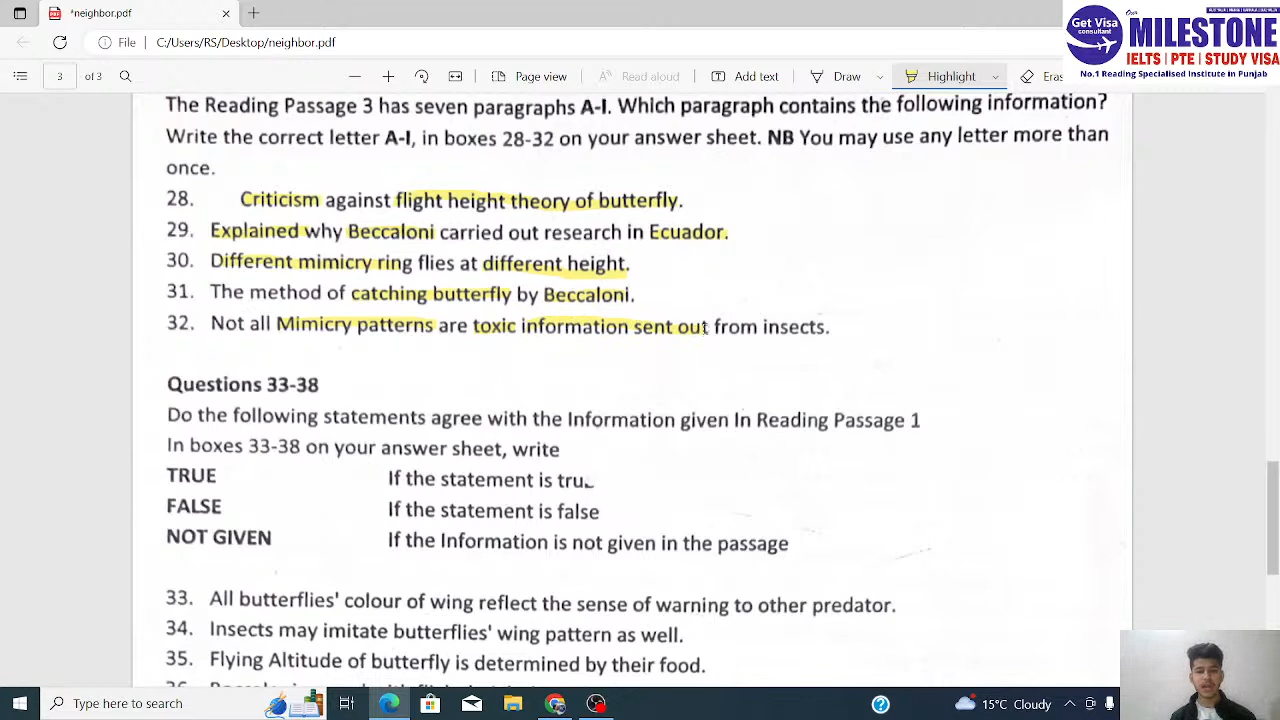 *neighbor.pdf
File C:/Users/RS/Desktop/neighbor.pdf
3 of 3 Page view Read aloud Add text Draw Highlight Eras
Our
Get Visa consultant
MILESTONE
IELTS | PTE | STUDY VISA
No.1 Reading Specialised Institute in Punjab
The Reading Passage 3 has seven paragraphs A-I. Which paragraph contains the following information?
Write the correct letter A-I, in boxes 28-32 on your answer sheet. NB You may use any letter more than
once.
28. Criticism against flight height theory of butterfly.
29. Explained why Beccaloni carried out research in Ecuador.
30. Different mimicry ring flies at different height.
31. The method of catching butterfly by Beccaloni.
32. Not all Mimicry patterns are toxic information sent out from insects.
Questions 33-38
Do the following statements agree with the Information given In Reading Passage 1
In boxes 33-38 on your answer sheet, write
TRUE If the statement is true
FALSE If the statement is false
NOT GIVEN If the Information is not given in the passage
33. All butterflies' colour of wing reflect the sense of warning to other predator.
34. Insects may imitate butterflies' wing pattern as well.
35. Flying Altitude of butterfly is determined by their food.
Type here to search
15°C Cloudy